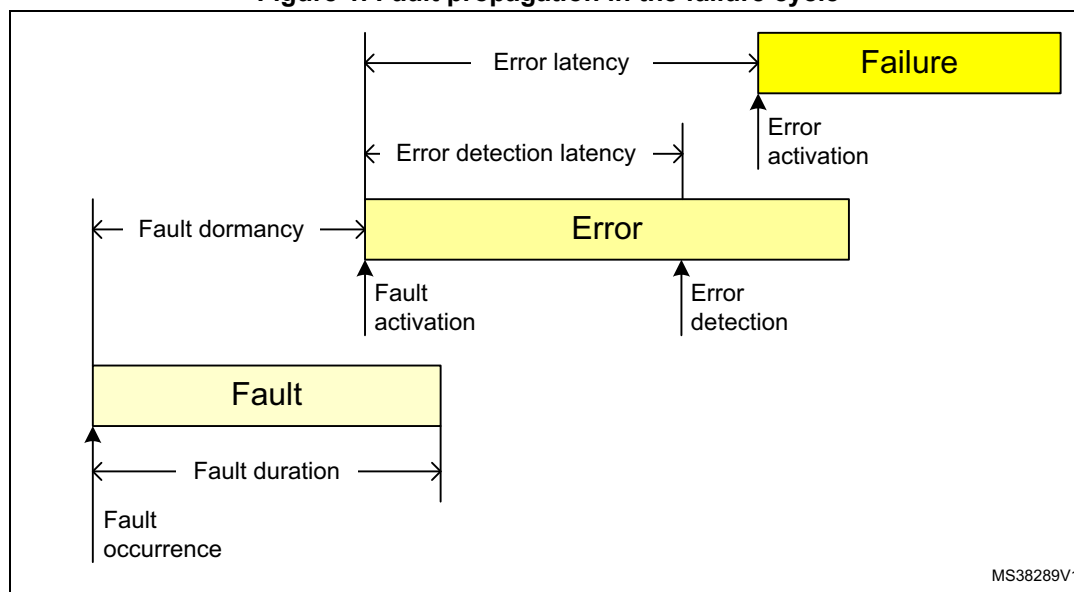 Error latency
Failure
Error
activation
Error detection latency
Fault dormancy
Error
Fault
activation
Error
detection
Fault
Fault duration
Fault
occurrence
MS38289V1